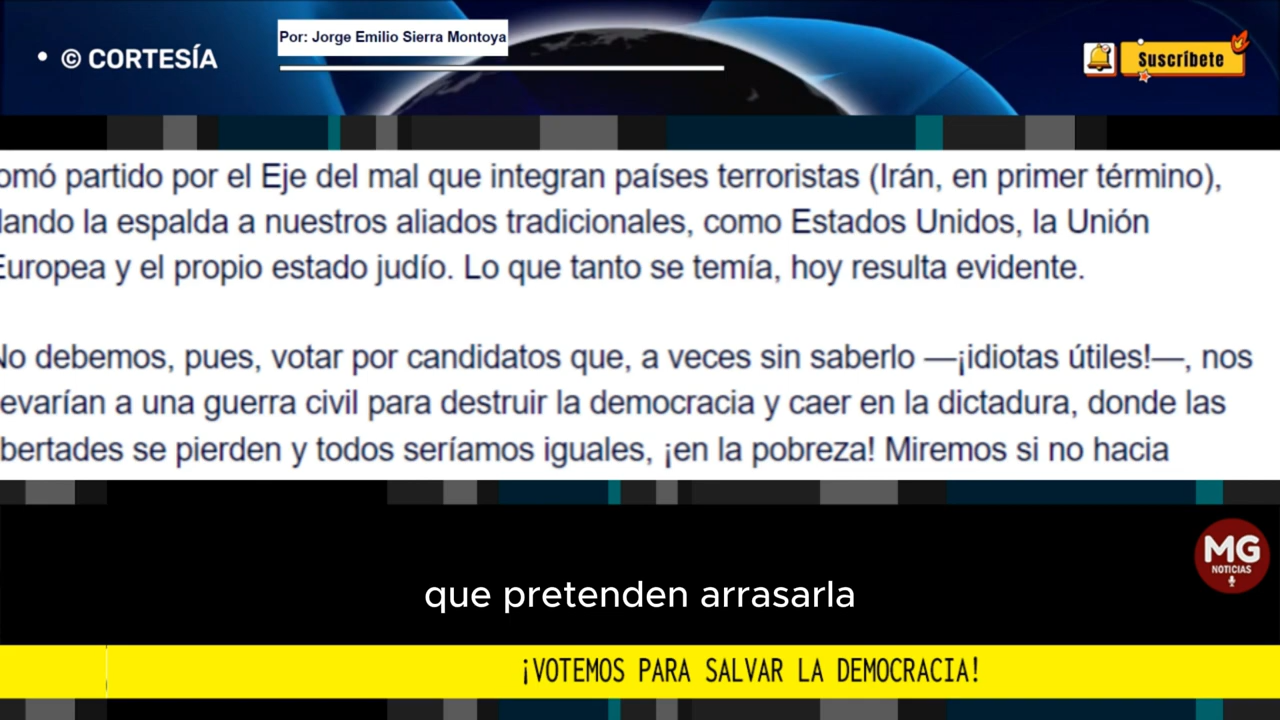 Por: Jorge Emilio Sierra Montoya
• © CORTESÍA
Suscríbete
omó partido por el Eje del mal que integran países terroristas (Irán, en primer término),
lando la espalda a nuestros aliados tradicionales, como Estados Unidos, la Unión
Europea y el propio estado judío. Lo que tanto se temía, hoy resulta evidente.
No debemos, pues, votar por candidatos que, a veces sin saberlo —¡idiotas útiles!—, nos
evarían a una guerra civil para destruir la democracia y caer en la dictadura, donde las
bertades se pierden y todos seríamos iguales, ¡en la pobreza! Miremos si no hacia
MG
NOTICIAS
que pretenden arrasarla
¡VOTEMOS PARA SALVAR LA DEMOCRACIA!